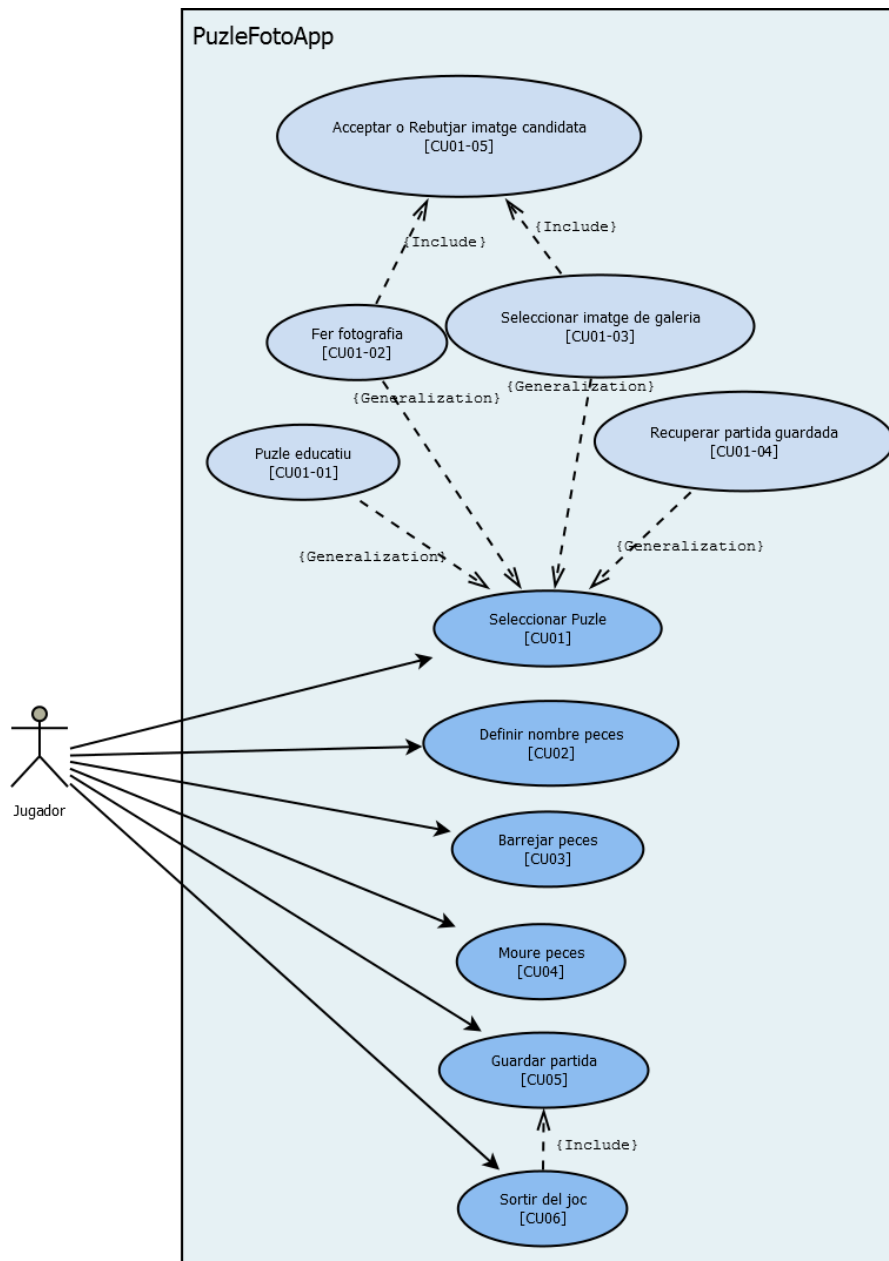 PuzleFotoApp
Acceptar o Rebutjar imatge candidata
[CU01-05]
{Include}
{Include}
Fer fotografia
[CU01-02]
Seleccionar imatge de galeria
[CU01-03]
{Generalization}
{Generalization}
Puzle educatiu
[CU01-01]
Recuperar partida guardada
[CU01-04]
{Generalization}
{Generalization}
Seleccionar Puzle
[CU01]
Definir nombre peces
[CU02]
Jugador
Barrejar peces
[CU03]
Moure peces
[CU04]
Guardar partida
[CU05]
{Include}
Sortir del joc
[CU06]